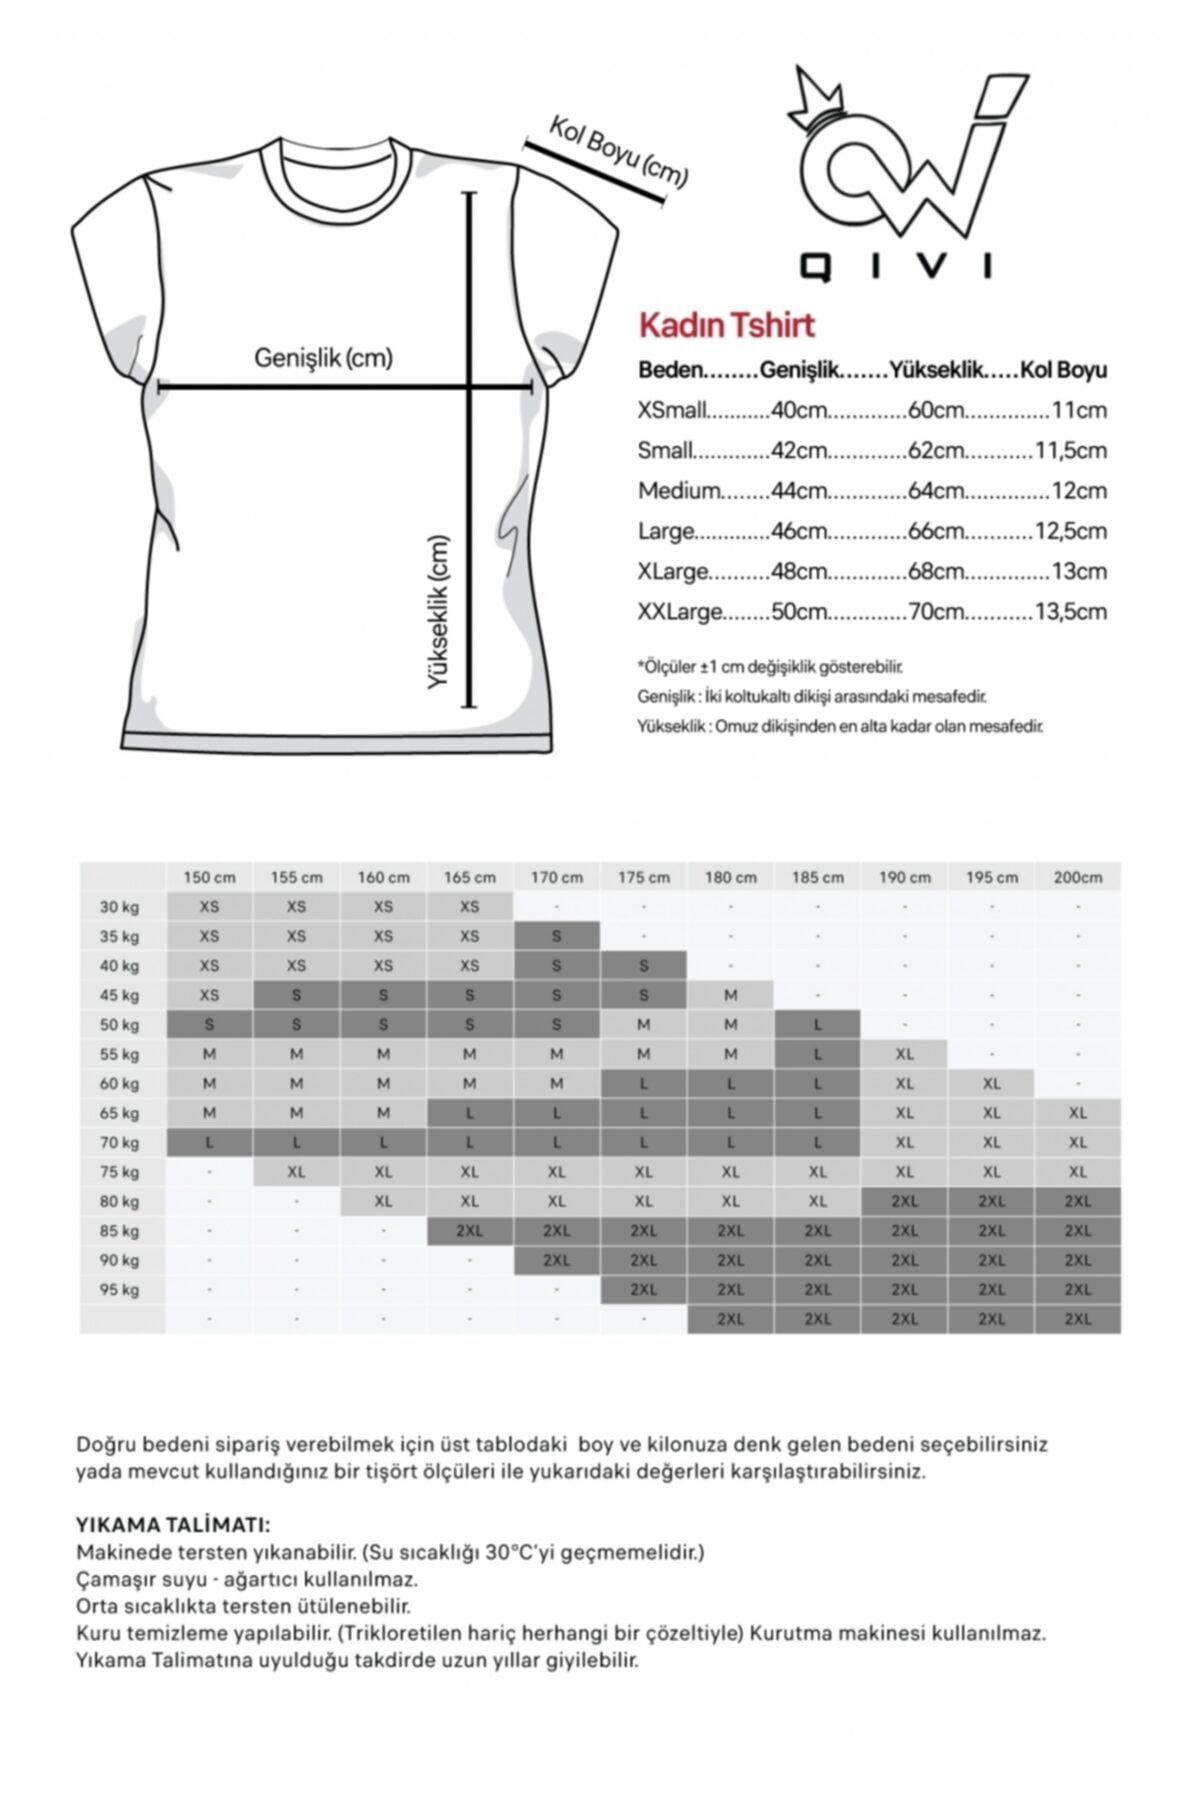 Kol Boyu (cm)
QIVI
Genişlik (cm)
Yükseklik (cm)
Kadın Tshirt
Beden........Genişlik.......Yükseklik.....Kol Boyu
XSmall...........40cm.............60cm..............11cm
Small.............42cm.............62cm...........11,5cm
Medium........44cm.............64cm..............12cm
Large.............46cm.............66cm...........12,5cm
XLarge..........48cm.............68cm..............13cm
XXLarge........50cm.............70cm...........13,5cm
*Ölçüler ±1 cm değişiklik gösterebilir.
Genişlik : İki koltukaltı dikişi arasındaki mesafedir.
Yükseklik : Omuz dikişinden en alta kadar olan mesafedir.
150 cm 155 cm 160 cm 165 cm 170 cm 175 cm 180 cm 185 cm 190 cm 195 cm 200cm
30 kg XS XS XS XS - - - - - - -
35 kg XS XS XS XS S - - - - - -
40 kg XS XS XS XS S S - - - - -
45 kg XS S S S S S M - - - -
50 kg S S S S S M M L - - -
55 kg M M M M M M M L XL - -
60 kg M M M M M L L L XL XL -
65 kg M M M L L L L L XL XL XL
70 kg L L L L L L L L XL XL XL
75 kg - XL XL XL XL XL XL XL XL XL XL
80 kg - - XL XL XL XL XL XL 2XL 2XL 2XL
85 kg - - - 2XL 2XL 2XL 2XL 2XL 2XL 2XL 2XL
90 kg - - - - 2XL 2XL 2XL 2XL 2XL 2XL 2XL
95 kg - - - - - 2XL 2XL 2XL 2XL 2XL 2XL
- - - - - - 2XL 2XL 2XL 2XL 2XL
Doğru bedeni sipariş verebilmek için üst tablodaki boy ve kilonuza denk gelen bedeni seçebilirsiniz
yada mevcut kullandığınız bir tişört ölçüleri ile yukarıdaki değerleri karşılaştırabilirsiniz.
YIKAMA TALİMATI:
Makinede tersten yıkanabilir. (Su sıcaklığı 30°C'yi geçmemelidir.)
Çamaşır suyu - ağartıcı kullanılmaz.
Orta sıcaklıkta tersten ütülenebilir.
Kuru temizleme yapılabilir. (Trikloretilen hariç herhangi bir çözeltiyle) Kurutma makinesi kullanılmaz.
Yıkama Talimatına uyulduğu takdirde uzun yıllar giyilebilir.